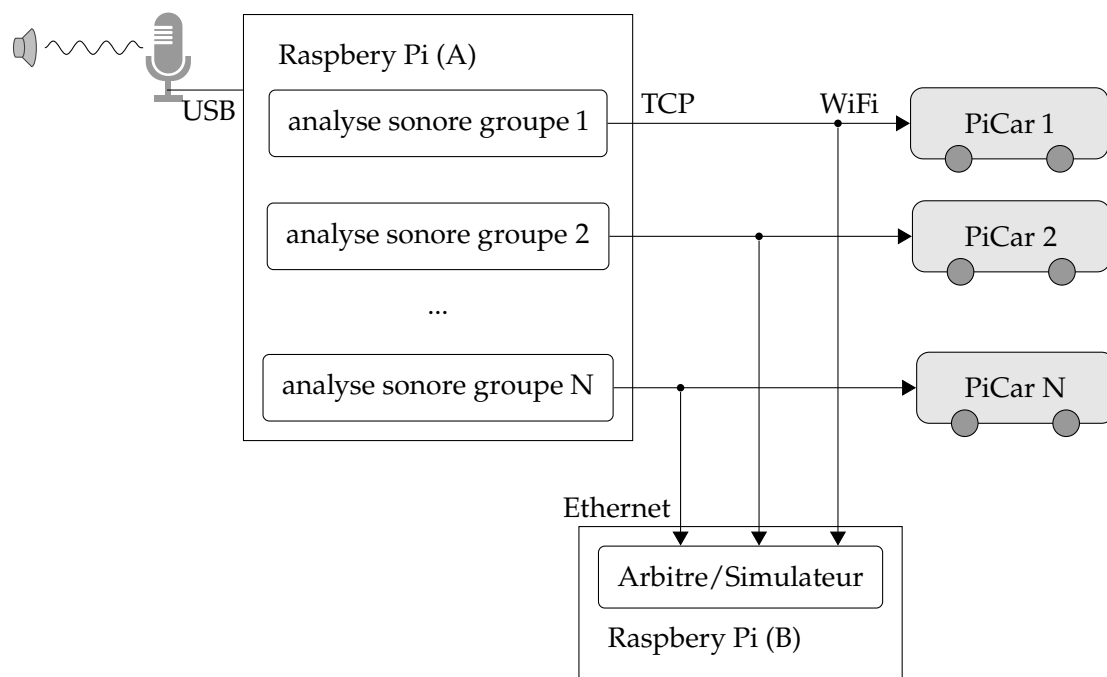 Raspbery Pi (A)
USB
analyse sonore groupe 1
TCP
WiFi
PiCar 1
analyse sonore groupe 2
PiCar 2
...
analyse sonore groupe N
PiCar N
Ethernet
Arbitre/Simulateur
Raspbery Pi (B)